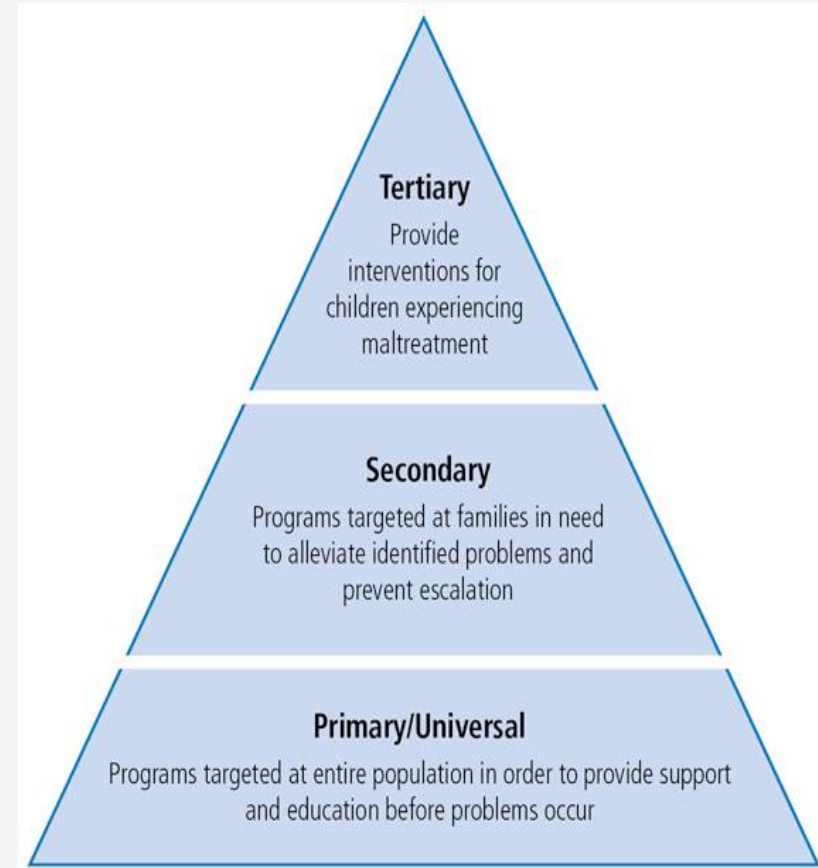 Tertiary
Provide
interventions for
children experiencing
maltreatment
Secondary
Programs targeted at families in need
to alleviate identified problems and
prevent escalation
Primary/Universal
Programs targeted at entire population in order to provide support
and education before problems occur